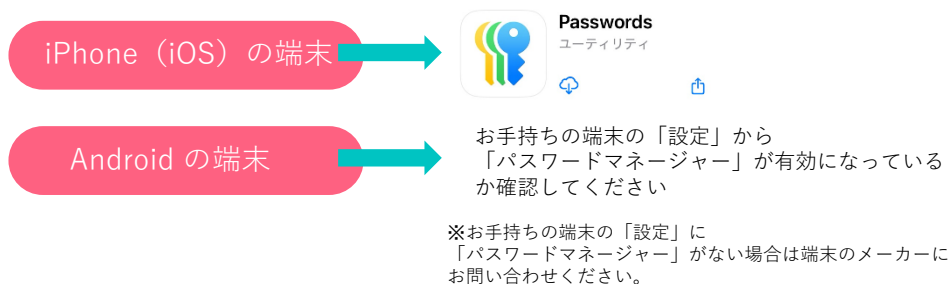 iPhone（iOS）の端末
Passwords
ユーティリティ
Android の端末
お手持ちの端末の「設定」から
「パスワードマネージャー」が有効になっている
か確認してください
※お手持ちの端末の「設定」に
「パスワードマネージャー」がない場合は端末のメーカーに
お問い合わせください。